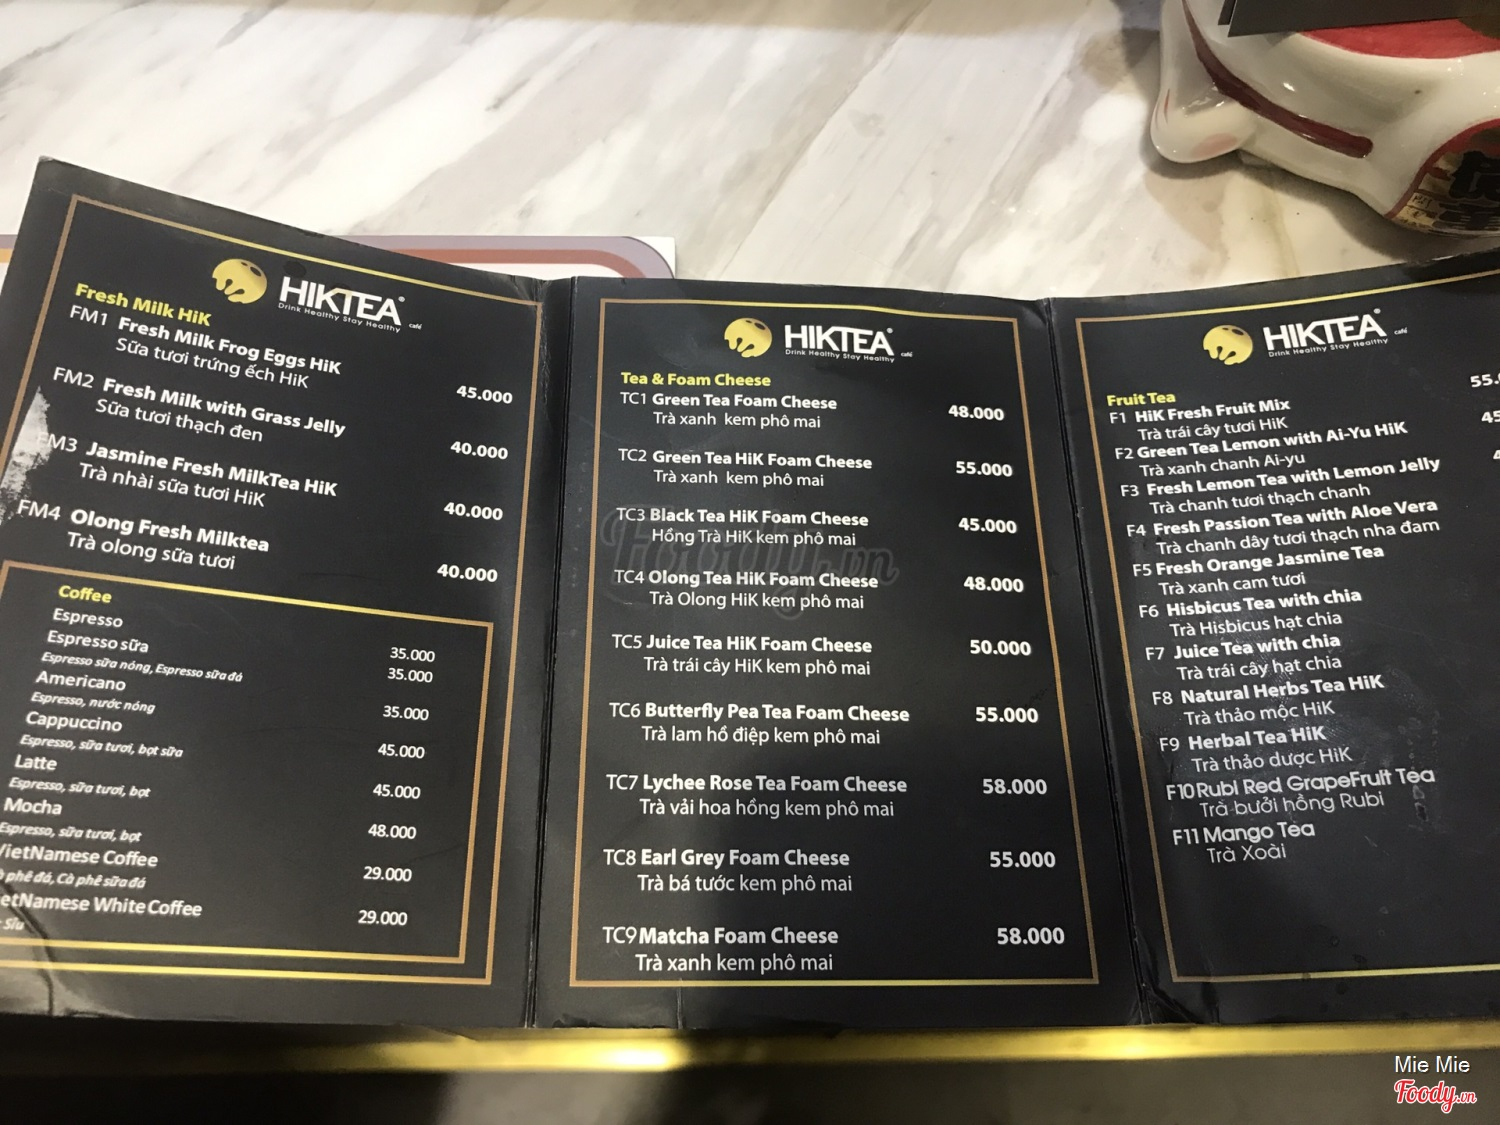 HIKTEA®
Drink Healthy Stay Healthy
café
Fresh Milk HiK
FM1 Fresh Milk Frog Eggs HiK 45.000
Sữa tươi trứng ếch HiK
FM2 Fresh Milk with Grass Jelly 40.000
Sữa tươi thạch đen
FM3 Jasmine Fresh MilkTea HiK 40.000
Trà nhài sữa tươi HiK
FM4 Olong Fresh Milktea 40.000
Trà olong sữa tươi
Coffee
Espresso 35.000
Espresso sữa 35.000
Espresso sữa nóng, Espresso sữa đá
Americano 35.000
Espresso, nước nóng
Cappuccino 45.000
Espresso, sữa tươi, bọt sữa
Latte 45.000
Espresso, sữa tươi, bọt
Mocha 48.000
Espresso, sữa tươi, bọt
VietNamese Coffee 29.000
phê đá, Cà phê sữa đá
etNamese White Coffee 29.000
Sỉu
HIKTEA®
Drink Healthy Stay Healthy
café
Tea & Foam Cheese
TC1 Green Tea Foam Cheese 48.000
Trà xanh kem phô mai
TC2 Green Tea HiK Foam Cheese 55.000
Trà xanh kem phô mai
TC3 Black Tea HiK Foam Cheese 45.000
Hồng Trà HiK kem phô mai
TC4 Olong Tea HiK Foam Cheese 48.000
Trà Olong HiK kem phô mai
TC5 Juice Tea HiK Foam Cheese 50.000
Trà trái cây HiK kem phô mai
TC6 Butterfly Pea Tea Foam Cheese 55.000
Trà lam hồ điệp kem phô mai
TC7 Lychee Rose Tea Foam Cheese 58.000
Trà vải hoa hồng kem phô mai
TC8 Earl Grey Foam Cheese 55.000
Trà bá tước kem phô mai
TC9 Matcha Foam Cheese 58.000
Trà xanh kem phô mai
HIKTEA®
Drink Healthy Stay Healthy
café
Fruit Tea
F1 HiK Fresh Fruit Mix
Trà trái cây tươi HiK
F2 Green Tea Lemon with Ai-Yu HiK
Trà xanh chanh Ai-yu
F3 Fresh Lemon Tea with Lemon Jelly
Trà chanh tươi thạch chanh
F4 Fresh Passion Tea with Aloe Vera
Trà chanh dây tươi thạch nha đam
F5 Fresh Orange Jasmine Tea
Trà xanh cam tươi
F6 Hisbicus Tea with chia
Trà Hisbicus hạt chia
F7 Juice Tea with chia
Trà trái cây hạt chia
F8 Natural Herbs Tea HiK
Trà thảo mộc HiK
F9 Herbal Tea HiK
Trà thảo dược HiK
F10 Rubi Red GrapeFruit Tea
Trà bưởi hồng Rubi
F11 Mango Tea
Trà Xoài
Foody.vn
Mie Mie
Foody.vn